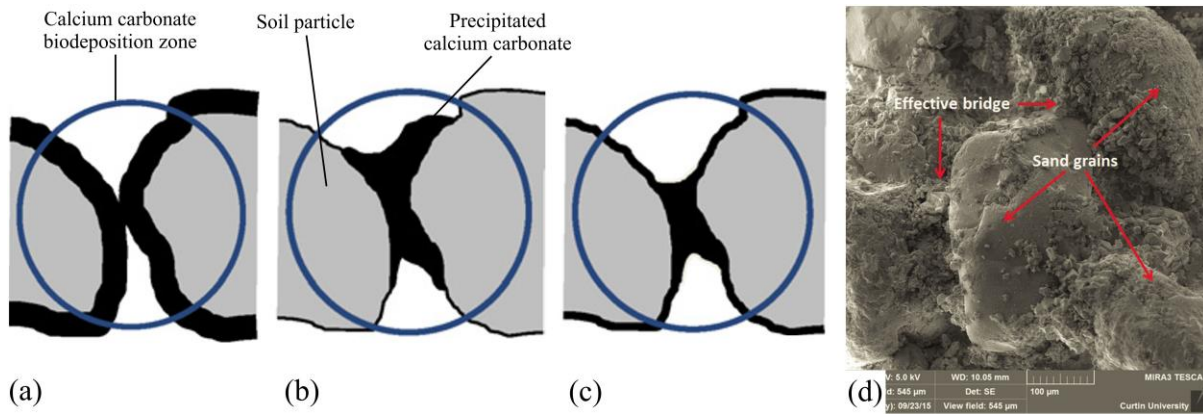 Calcium carbonate
biodeposition zone
Soil particle
Precipitated
calcium carbonate
Effective bridge
Sand grains
(a)
(b)
(c)
(d)
V: 5.0 kV WD: 10.05 mm MIRA3 TESCA
d: 545 µm Det: SE 100 µm
y): 09/23/15 View field: 545 µm Curtin University